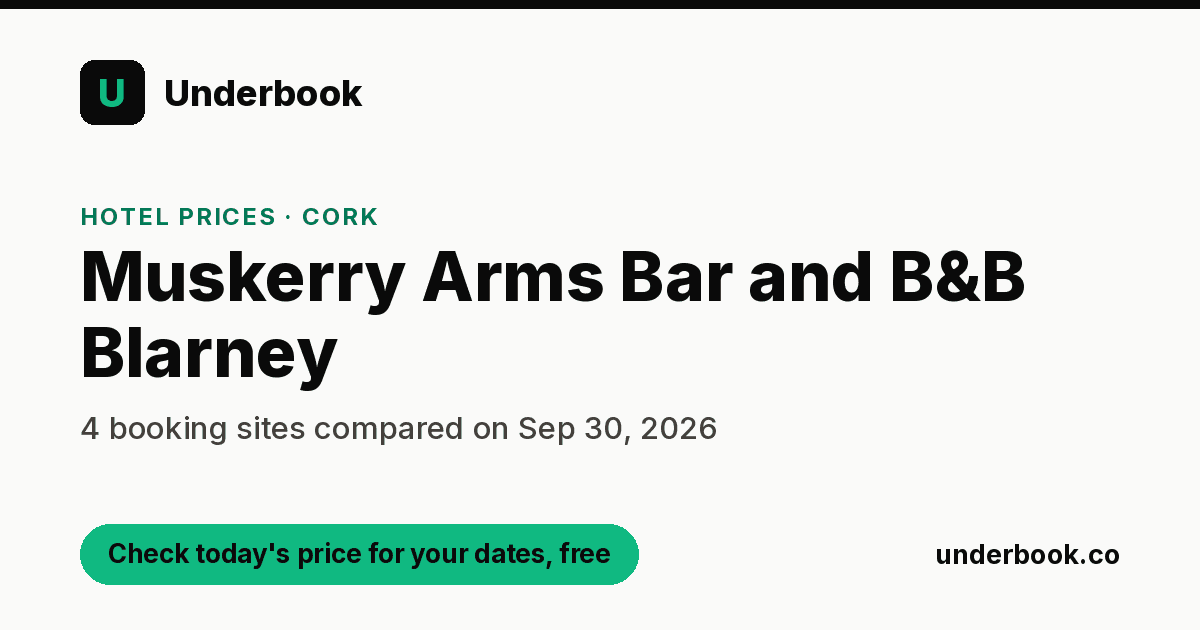 U Underbook
HOTEL PRICES · CORK
Muskerry Arms Bar and B&B
Blarney
4 booking sites compared on Sep 30, 2026
Check today's price for your dates, free
underbook.co